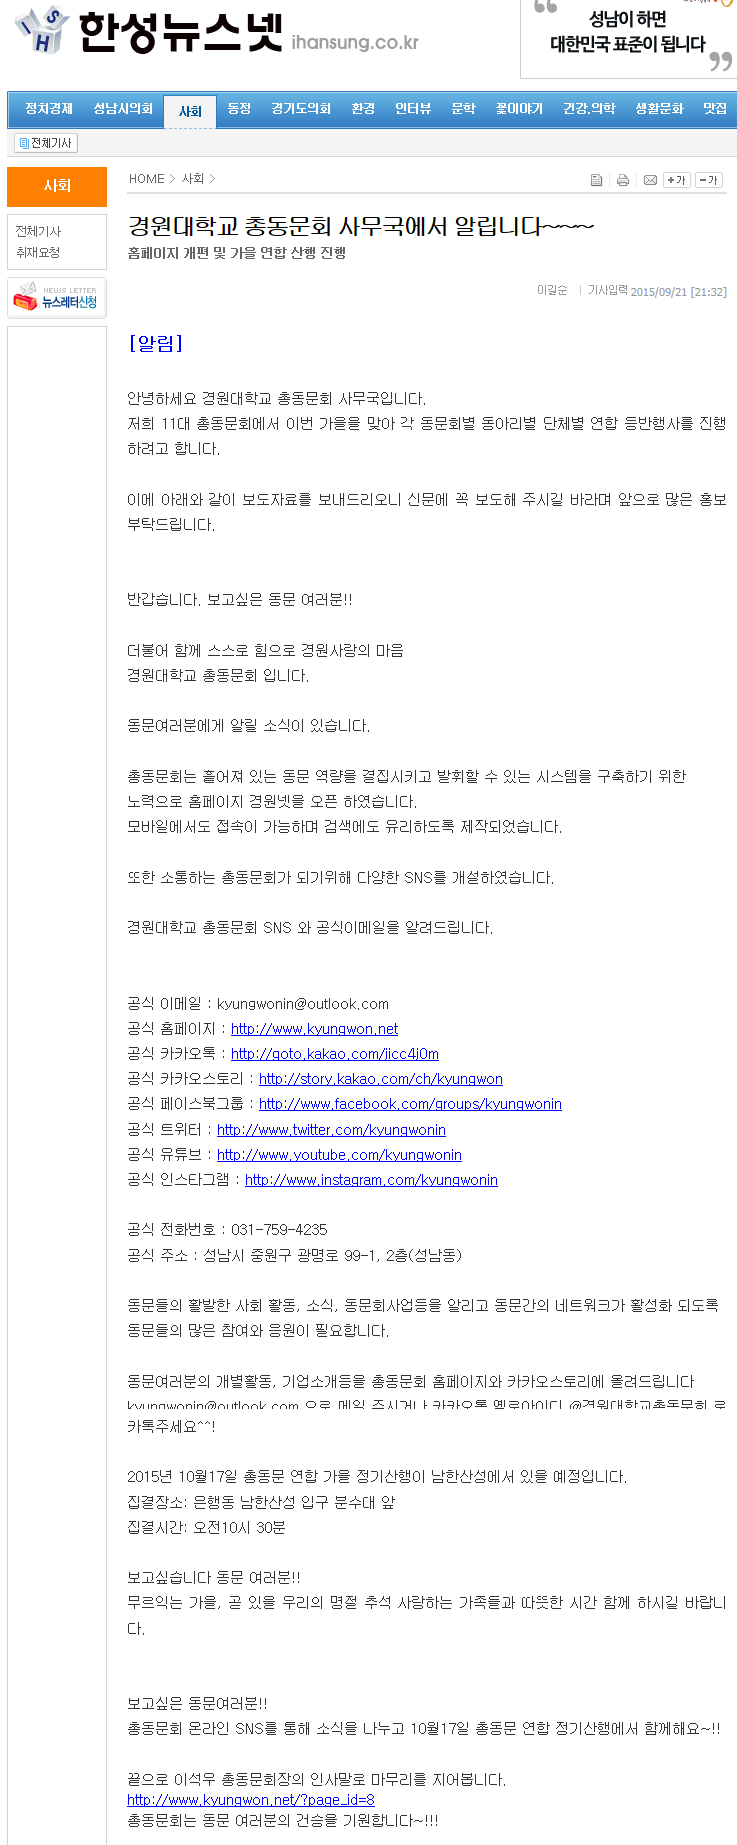 한성뉴스넷 ihansung.co.kr
성남이 하면
대한민국 표준이 됩니다
정치경제 성남시의회 사회 동정 경기도의회 환경 인터뷰 문학 꽃이야기 건강.의학 생활문화 맛집
전체기사
사회
전체기사
취재요청
NEWS LETTER
뉴스레터신청
HOME > 사회 >
+가 -가
경원대학교 총동문회 사무국에서 알립니다~~~
홈페이지 개편 및 가을 연합 산행 진행
이길순 | 기사입력 2015/09/21 [21:32]
[알림]
안녕하세요 경원대학교 총동문회 사무국입니다.
저희 11대 총동문회에서 이번 가을을 맞아 각 동문회별 동아리별 단체별 연합 등반행사를 진행
하려고 합니다.
이에 아래와 같이 보도자료를 보내드리오니 신문에 꼭 보도해 주시길 바라며 앞으로 많은 홍보
부탁드립니다.
반갑습니다. 보고싶은 동문 여러분!!
더불어 함께 스스로 힘으로 경원사랑의 마음
경원대학교 총동문회 입니다.
동문여러분에게 알릴 소식이 있습니다.
총동문회는 흩어져 있는 동문 역량을 결집시키고 발휘할 수 있는 시스템을 구축하기 위한
노력으로 홈페이지 경원넷을 오픈 하였습니다.
모바일에서도 접속이 가능하며 검색에도 유리하도록 제작되었습니다.
또한 소통하는 총동문회가 되기위해 다양한 SNS를 개설하였습니다.
경원대학교 총동문회 SNS 와 공식이메일을 알려드립니다.
공식 이메일 : kyungwonin@outlook.com
공식 홈페이지 : http://www.kyungwon.net
공식 카카오톡 : http://goto.kakao.com/jicc4j0m
공식 카카오스토리 : http://story.kakao.com/ch/kyungwon
공식 페이스북그룹 : http://www.facebook.com/groups/kyungwonin
공식 트위터 : http://www.twitter.com/kyungwonin
공식 유튜브 : http://www.youtube.com/kyungwonin
공식 인스타그램 : http://www.instagram.com/kyungwonin
공식 전화번호 : 031-759-4235
공식 주소 : 성남시 중원구 광명로 99-1, 2층(성남동)
동문들의 활발한 사회 활동, 소식, 동문회사업등을 알리고 동문간의 네트워크가 활성화 되도록
동문들의 많은 참여와 응원이 필요합니다.
동문여러분의 개별활동, 기업소개등을 총동문회 홈페이지와 카카오스토리에 올려드립니다
kyungwonin@outlook.com 으로 메일 주시거나 카카오톡 옐로아이디 @경원대학교총동문회 로
카톡주세요^^!
2015년 10월17일 총동문 연합 가을 정기산행이 남한산성에서 있을 예정입니다.
집결장소: 은행동 남한산성 입구 분수대 앞
집결시간: 오전10시 30분
보고싶습니다 동문 여러분!!
무르익는 가을, 곧 있을 우리의 명절 추석 사랑하는 가족들과 따뜻한 시간 함께 하시길 바랍니
다.
보고싶은 동문여러분!!
총동문회 온라인 SNS를 통해 소식을 나누고 10월17일 총동문 연합 정기산행에서 함께해요~!!
끝으로 이석우 총동문회장의 인사말로 마무리를 지어봅니다.
http://www.kyungwon.net/?page_id=8
총동문회는 동문 여러분의 건승을 기원합니다~!!!